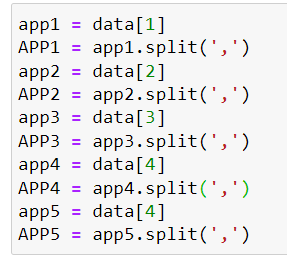 app1 = data[1]
APP1 = app1.split(',')
app2 = data[2]
APP2 = app2.split(',')
app3 = data[3]
APP3 = app3.split(',')
app4 = data[4]
APP4 = app4.split(',')
app5 = data[4]
APP5 = app5.split(',')